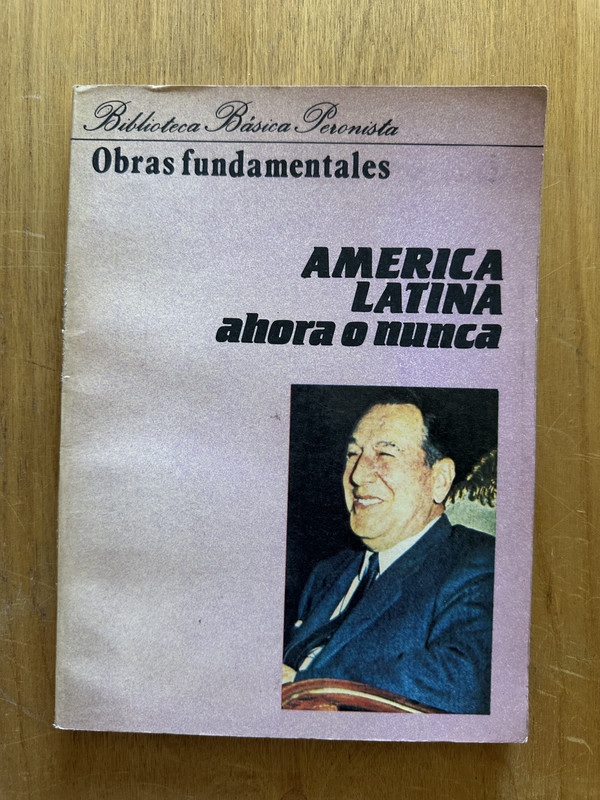 Biblioteca Básica Peronista
Obras fundamentales
AMERICA
LATINA
ahora o nunca